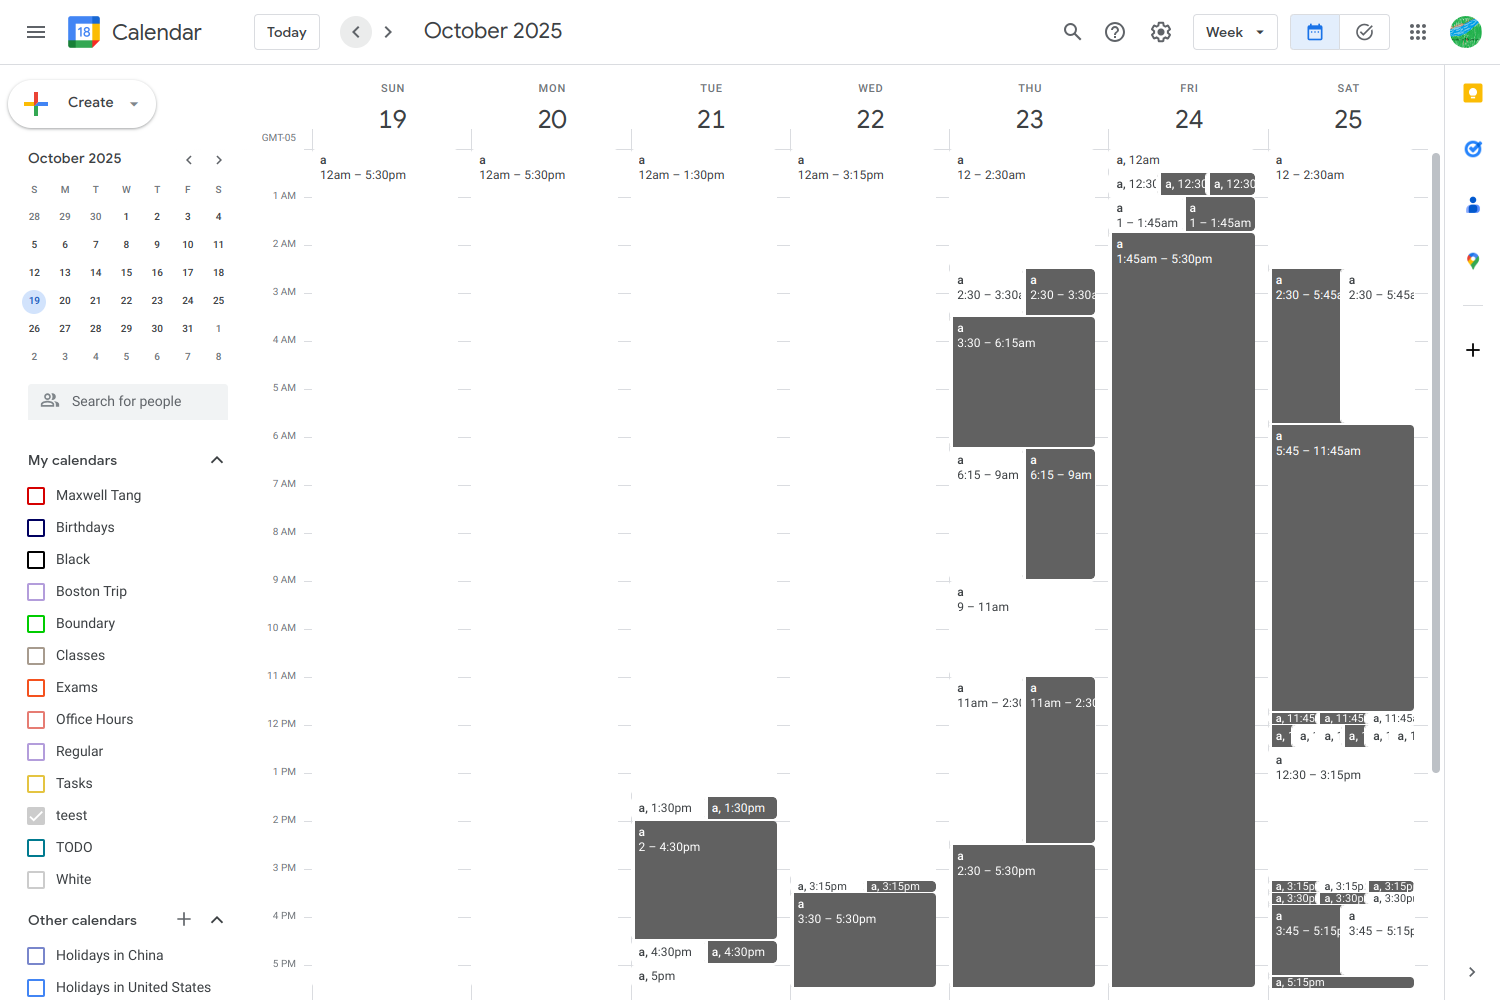 18 Calendar Today October 2025 Week
Create
October 2025
S M T W T F S
28 29 30 1 2 3 4
5 6 7 8 9 10 11
12 13 14 15 16 17 18
19 20 21 22 23 24 25
26 27 28 29 30 31 1
2 3 4 5 6 7 8
Search for people
My calendars
Maxwell Tang
Birthdays
Black
Boston Trip
Boundary
Classes
Exams
Office Hours
Regular
Tasks
teest
TODO
White
Other calendars
Holidays in China
Holidays in United States
GMT-05
1 AM
2 AM
3 AM
4 AM
5 AM
6 AM
7 AM
8 AM
9 AM
10 AM
11 AM
12 PM
1 PM
2 PM
3 PM
4 PM
5 PM
SUN
19
a
12am – 5:30pm
MON
20
a
12am – 5:30pm
TUE
21
a
12am – 1:30pm
a, 1:30pm
a, 1:30pm
a
2 – 4:30pm
a, 4:30pm
a, 4:30pm
a, 5pm
WED
22
a
12am – 3:15pm
a, 3:15pm
a, 3:15pm
a
3:30 – 5:30pm
THU
23
a
12 – 2:30am
a
2:30 – 3:30a
a
2:30 – 3:30a
a
3:30 – 6:15am
a
6:15 – 9am
a
6:15 – 9am
a
9 – 11am
a
11am – 2:30
a
11am – 2:30
a
2:30 – 5:30pm
FRI
24
a, 12am
a, 12:30
a, 12:30
a, 12:30
a
1 – 1:45am
a
1 – 1:45am
a
1:45am – 5:30pm
SAT
25
a
12 – 2:30am
a
2:30 – 5:45a
a
2:30 – 5:45a
a
5:45 – 11:45am
a, 11:45
a, 11:45
a, 11:45
a,
a,
a,
a,
a,
a, 1
a
12:30 – 3:15pm
a, 3:15p
a, 3:15p
a, 3:15p
a, 3:30p
a, 3:30p
a, 3:30p
a
3:45 – 5:15p
a
3:45 – 5:15p
a, 5:15pm